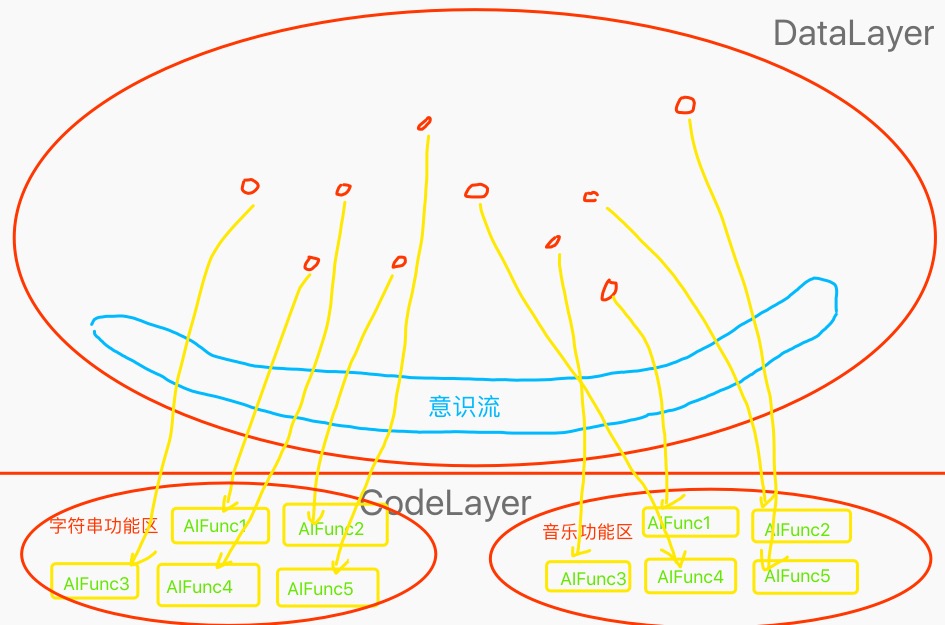 DataLayer
意识流
CodeLayer
字符串功能区
AIFunc1
AIFunc2
AIFunc3
AIFunc4
AIFunc5
音乐功能区
AIFunc1
AIFunc2
AIFunc3
AIFunc4
AIFunc5